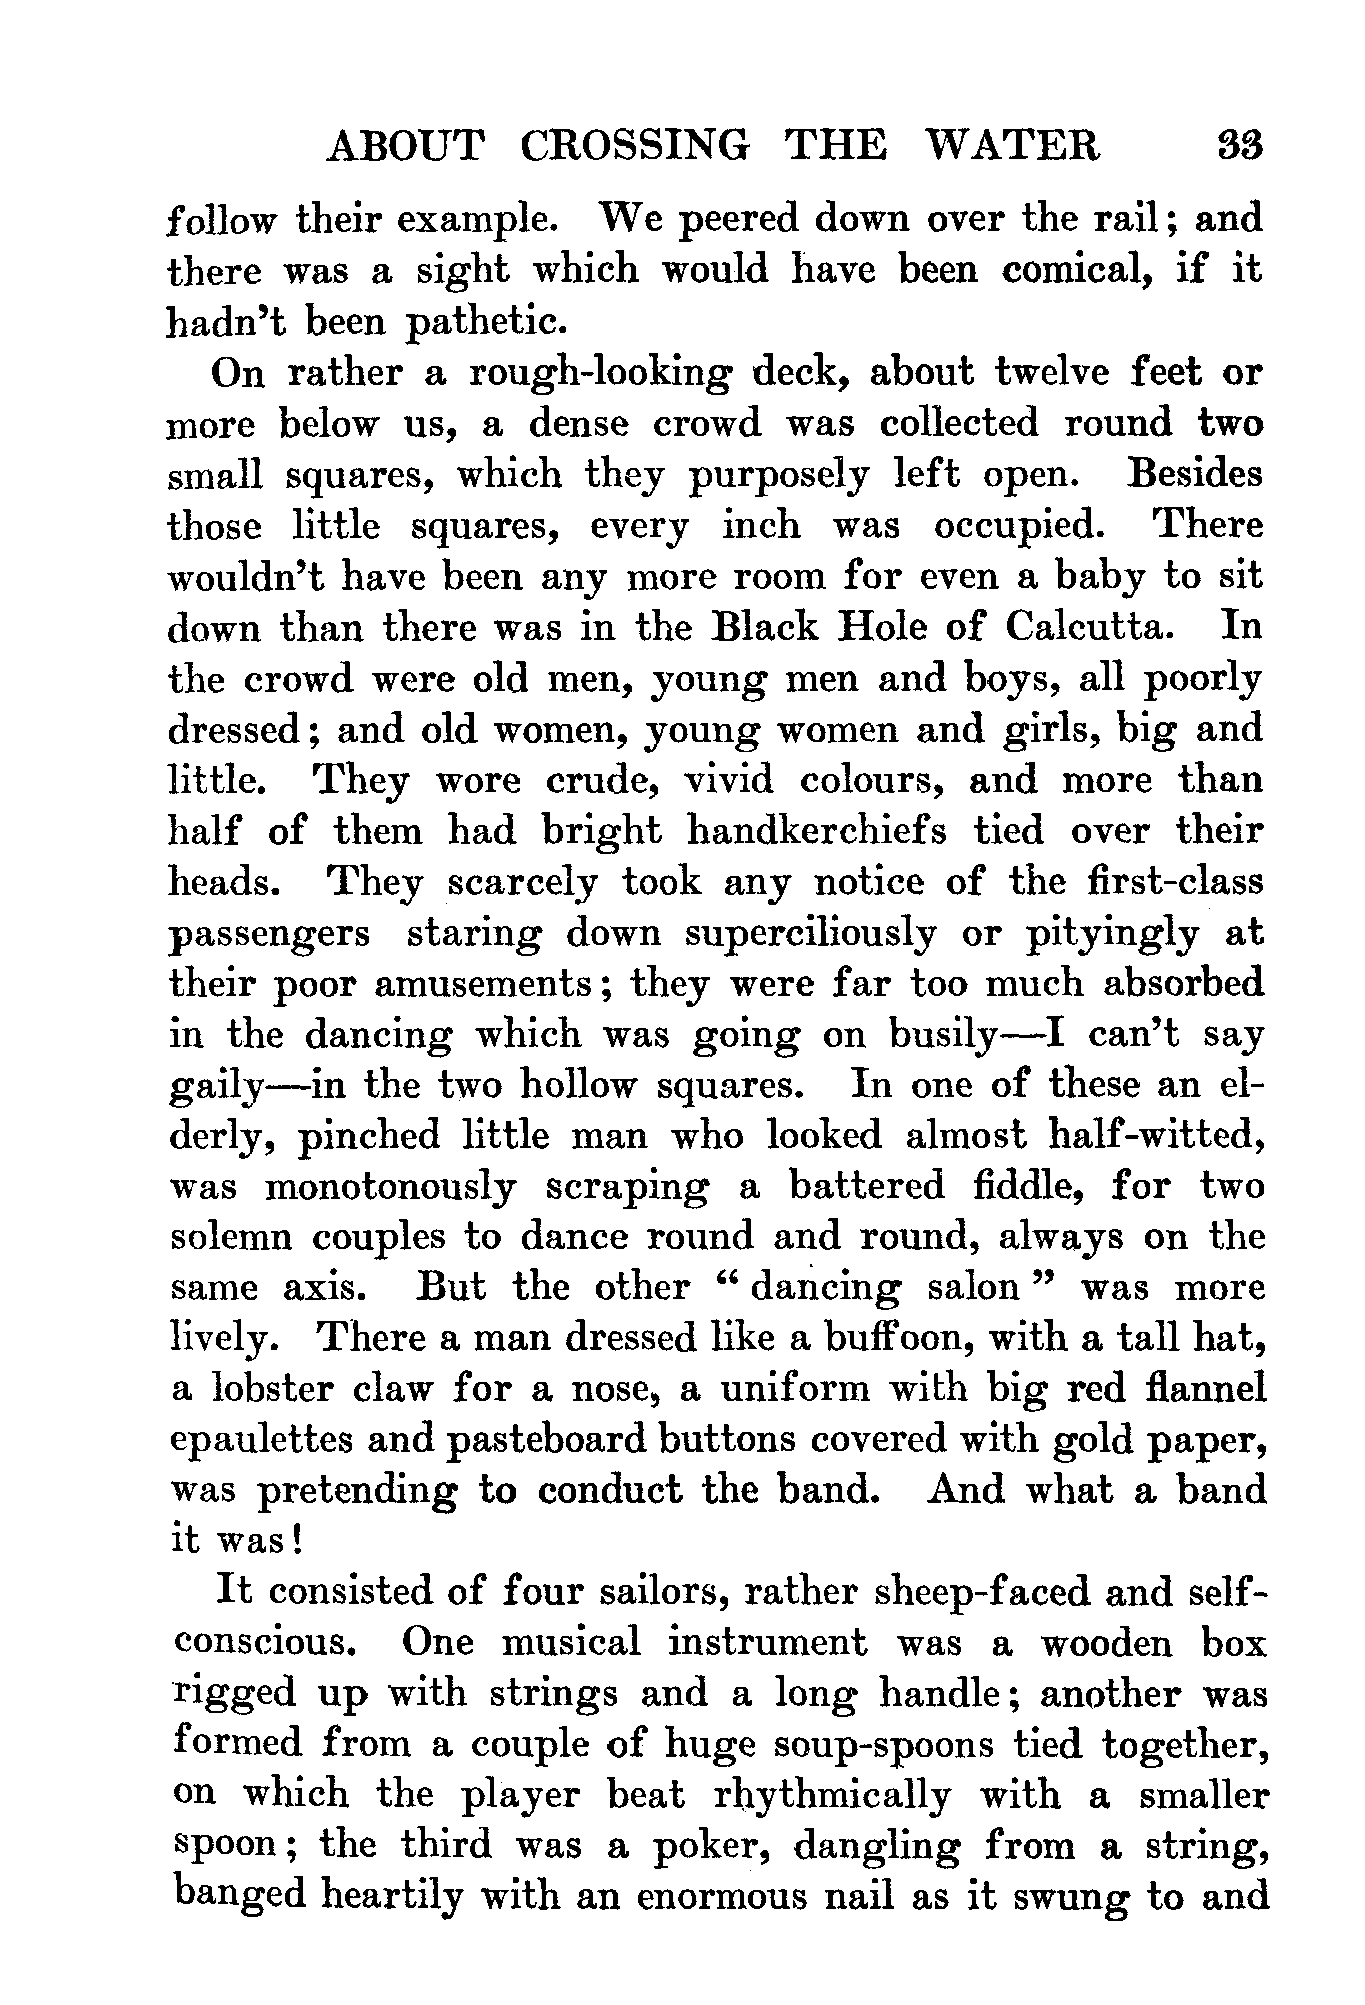 ABOUT CROSSING THE WATER 33
follow their example. We peered down over the rail; and
there was a sight which would have been comical, if it
hadn't been pathetic.
On rather a rough-looking deck, about twelve feet or
more below us, a dense crowd was collected round two
small squares, which they purposely left open. Besides
those little squares, every inch was occupied. There
wouldn't have been any more room for even a baby to sit
down than there was in the Black Hole of Calcutta. In
the crowd were old men, young men and boys, all poorly
dressed; and old women, young women and girls, big and
little. They wore crude, vivid colours, and more than
half of them had bright handkerchiefs tied over their
heads. They scarcely took any notice of the first-class
passengers staring down superciliously or pityingly at
their poor amusements; they were far too much absorbed
in the dancing which was going on busily—I can't say
gaily—in the two hollow squares. In one of these an el-
derly, pinched little man who looked almost half-witted,
was monotonously scraping a battered fiddle, for two
solemn couples to dance round and round, always on the
same axis. But the other "dancing salon" was more
lively. There a man dressed like a buffoon, with a tall hat,
a lobster claw for a nose, a uniform with big red flannel
epaulettes and pasteboard buttons covered with gold paper,
was pretending to conduct the band. And what a band
it was!
It consisted of four sailors, rather sheep-faced and self-
conscious. One musical instrument was a wooden box
rigged up with strings and a long handle; another was
formed from a couple of huge soup-spoons tied together,
on which the player beat rhythmically with a smaller
spoon; the third was a poker, dangling from a string,
banged heartily with an enormous nail as it swung to and